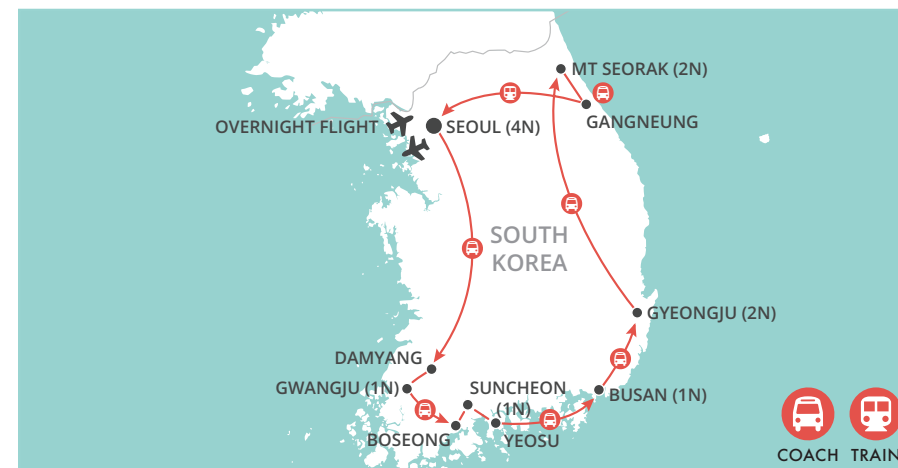 MT SEORAK (2N)
OVERNIGHT FLIGHT
SEOUL (4N)
GANGNEUNG
SOUTH
KOREA
GYEONGJU (2N)
DAMYANG
GWANGJU (1N)
SUNCHEON
(1N)
BUSAN (1N)
BOSEONG
YEOSU
COACH
TRAIN